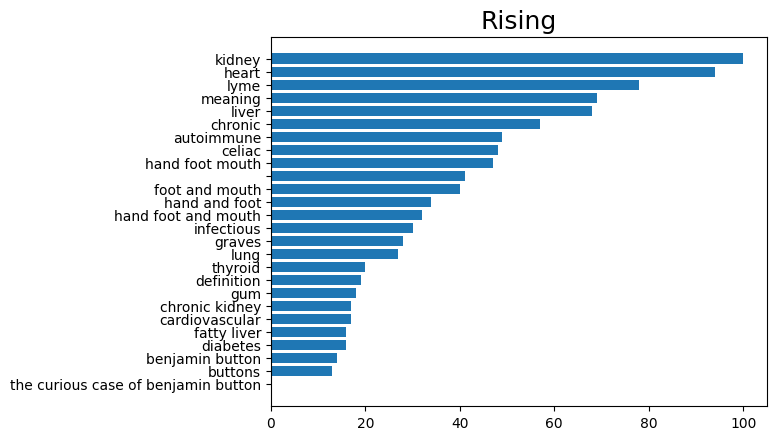 Rising
kidney
heart
lyme
meaning
liver
chronic
autoimmune
celiac
hand foot mouth
foot and mouth
hand and foot
hand foot and mouth
infectious
graves
lung
thyroid
definition
gum
chronic kidney
cardiovascular
fatty liver
diabetes
benjamin button
buttons
the curious case of benjamin button
0 20 40 60 80 100